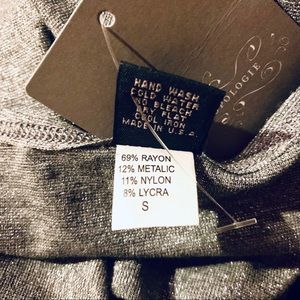 POLOGIE
HAND WASH
COLD WATER
NO BLEACH
DRY FLAT
COOL IRON
MADE IN U.S.A.
69% RAYON
12% METALIC
11% NYLON
8% LYCRA
S